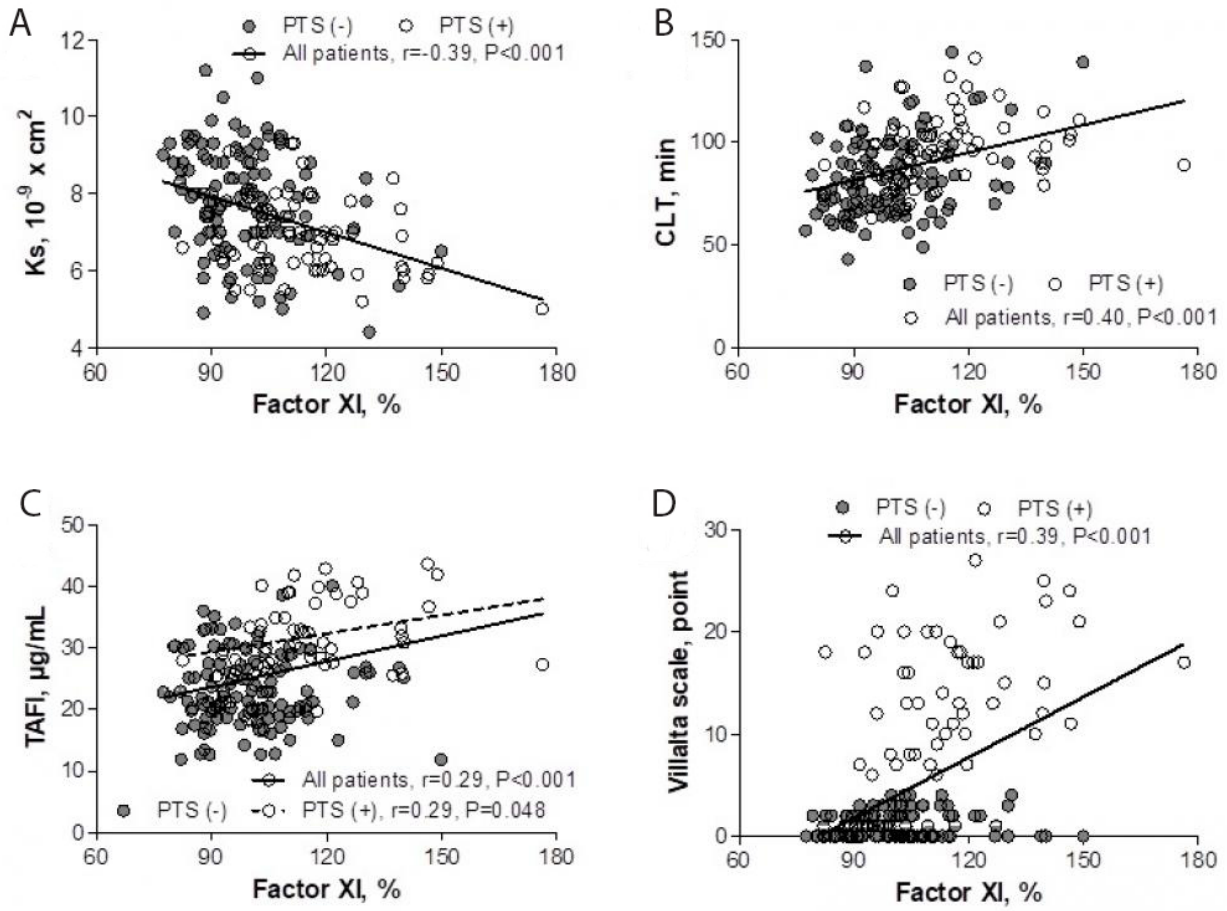 A
PTS (-) PTS (+)
All patients, r=-0.39, P<0.001
12
10
8
6
4
Ks, 10⁻⁹ x cm²
60 90 120 150 180
Factor XI, %
B
150
100
50
0
CLT, min
PTS (-) PTS (+)
All patients, r=0.40, P<0.001
60 90 120 150 180
Factor XI, %
C
50
40
30
20
10
0
TAFI, µg/mL
All patients, r=0.29, P<0.001
PTS (-) PTS (+), r=0.29, P=0.048
60 90 120 150 180
Factor XI, %
D
PTS (-) PTS (+)
All patients, r=0.39, P<0.001
30
20
10
0
Villalta scale, point
60 90 120 150 180
Factor XI, %